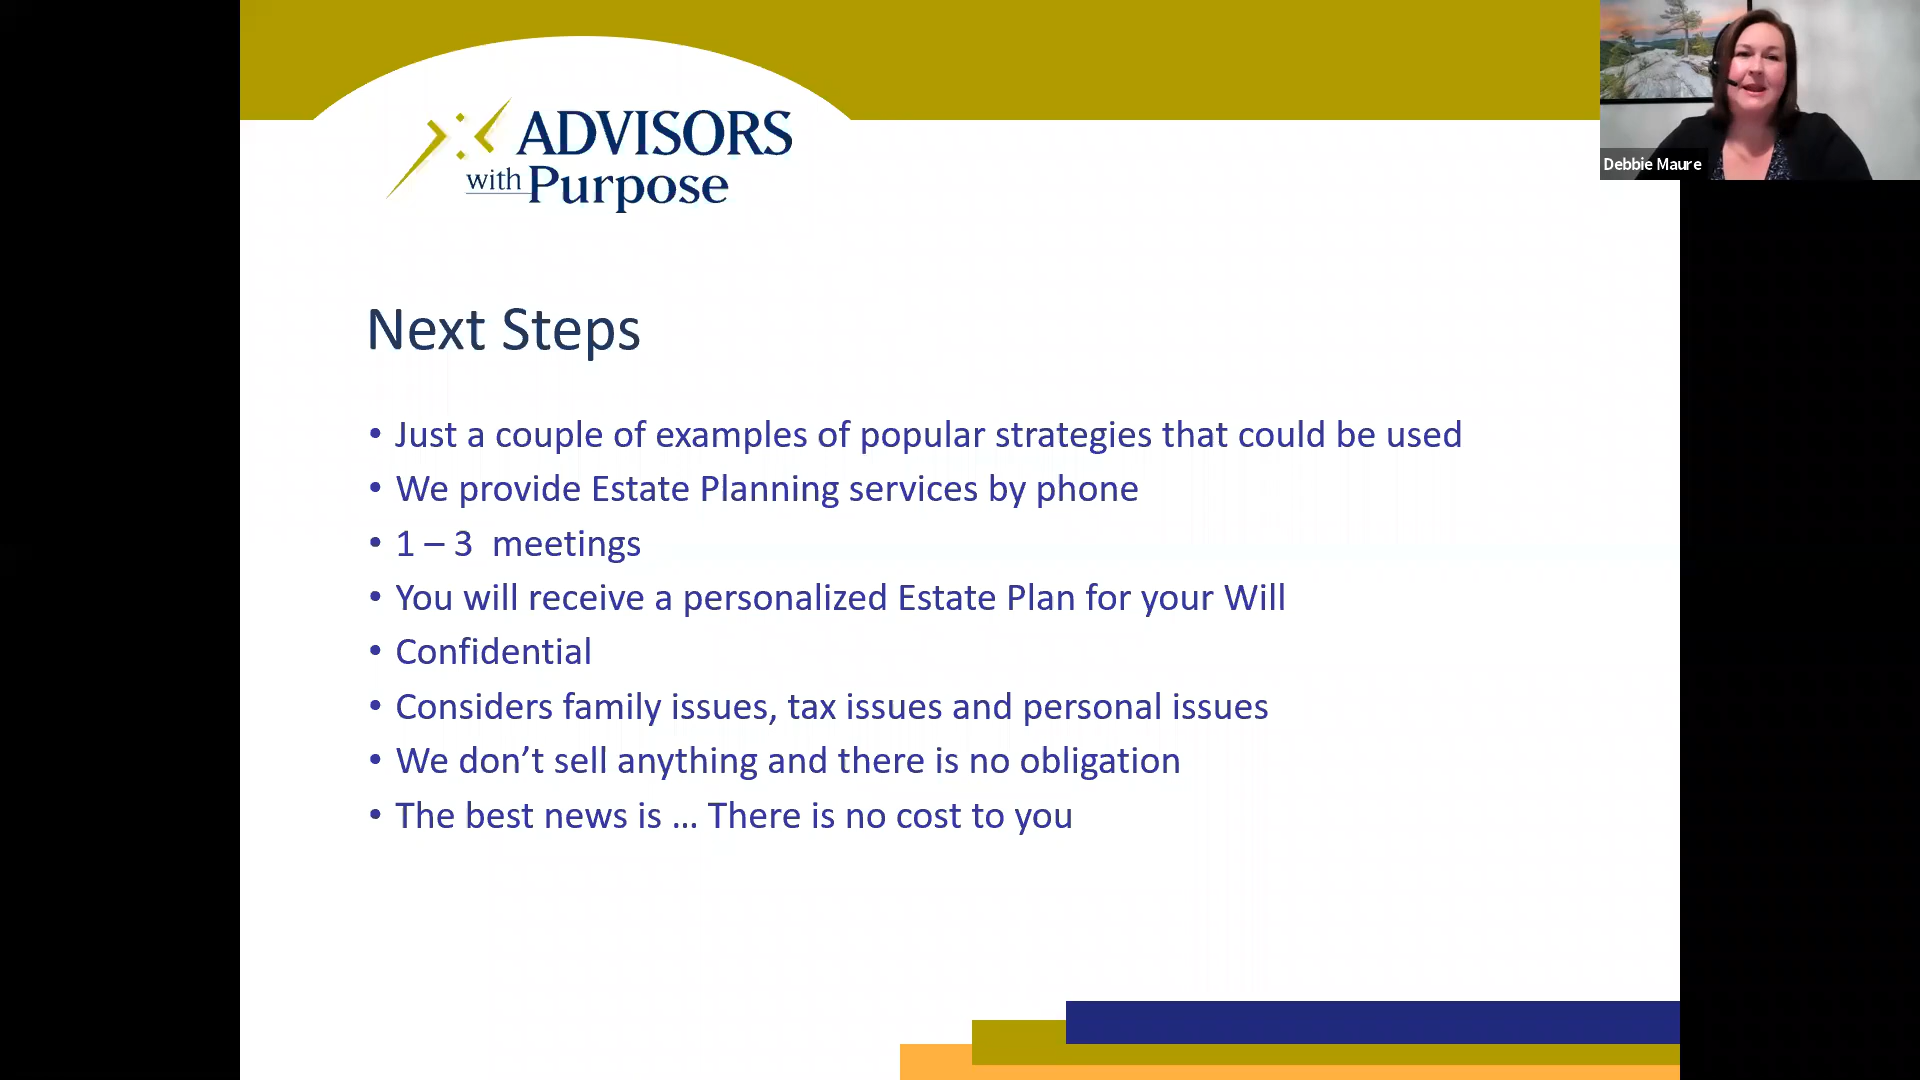 ADVISORS
with Purpose
Debbie Maure
Next Steps
• Just a couple of examples of popular strategies that could be used
• We provide Estate Planning services by phone
• 1 – 3  meetings
• You will receive a personalized Estate Plan for your Will
• Confidential
• Considers family issues, tax issues and personal issues
• We don’t sell anything and there is no obligation
• The best news is … There is no cost to you